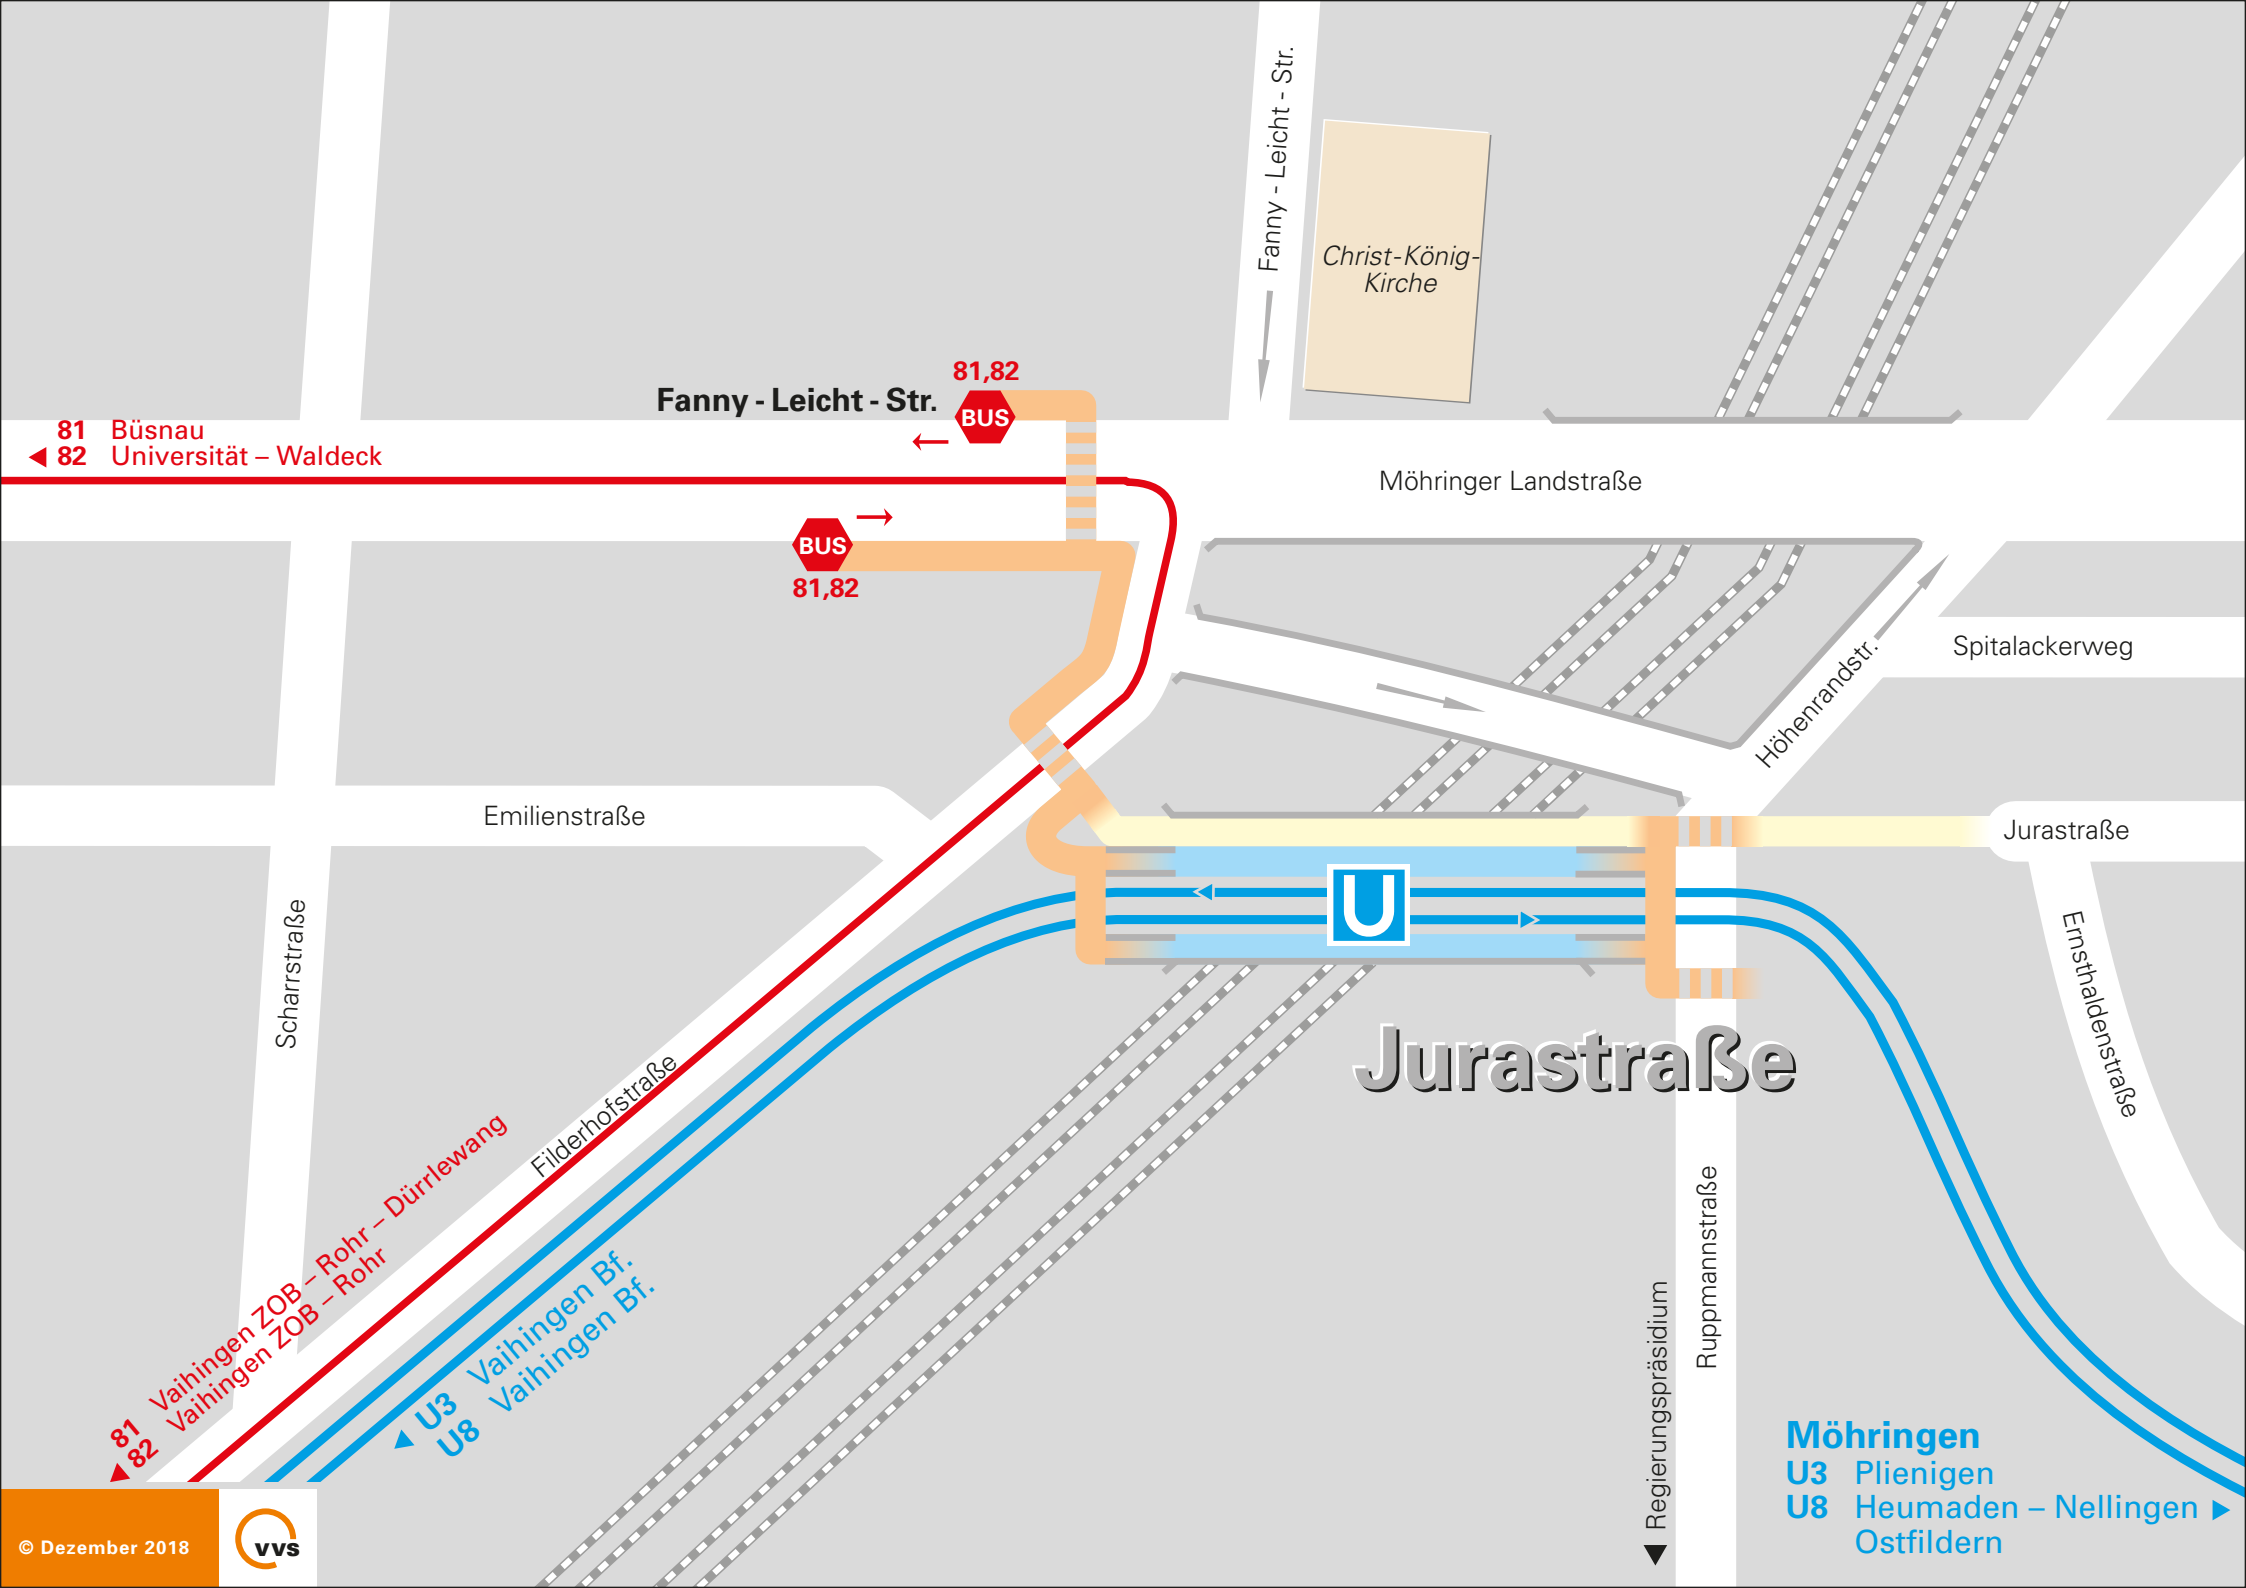 Fanny - Leicht - Str.
Christ-König-
Kirche
81,82
Fanny - Leicht - Str.
BUS
81 Büsnau
82 Universität – Waldeck
Möhringer Landstraße
BUS
81,82
Spitalackerweg
Höhenrandstr.
Emilienstraße
Jurastraße
U
Scharrstraße
Ernsthaldenstraße
Jurastraße
Filderhofstraße
81 Vaihingen ZOB – Rohr – Dürrlewang
82 Vaihingen ZOB – Rohr
U3 Vaihingen Bf.
U8 Vaihingen Bf.
Ruppmannstraße
Regierungspräsidium
Möhringen
U3 Plienigen
U8 Heumaden – Nellingen
Ostfildern
© Dezember 2018
vvs